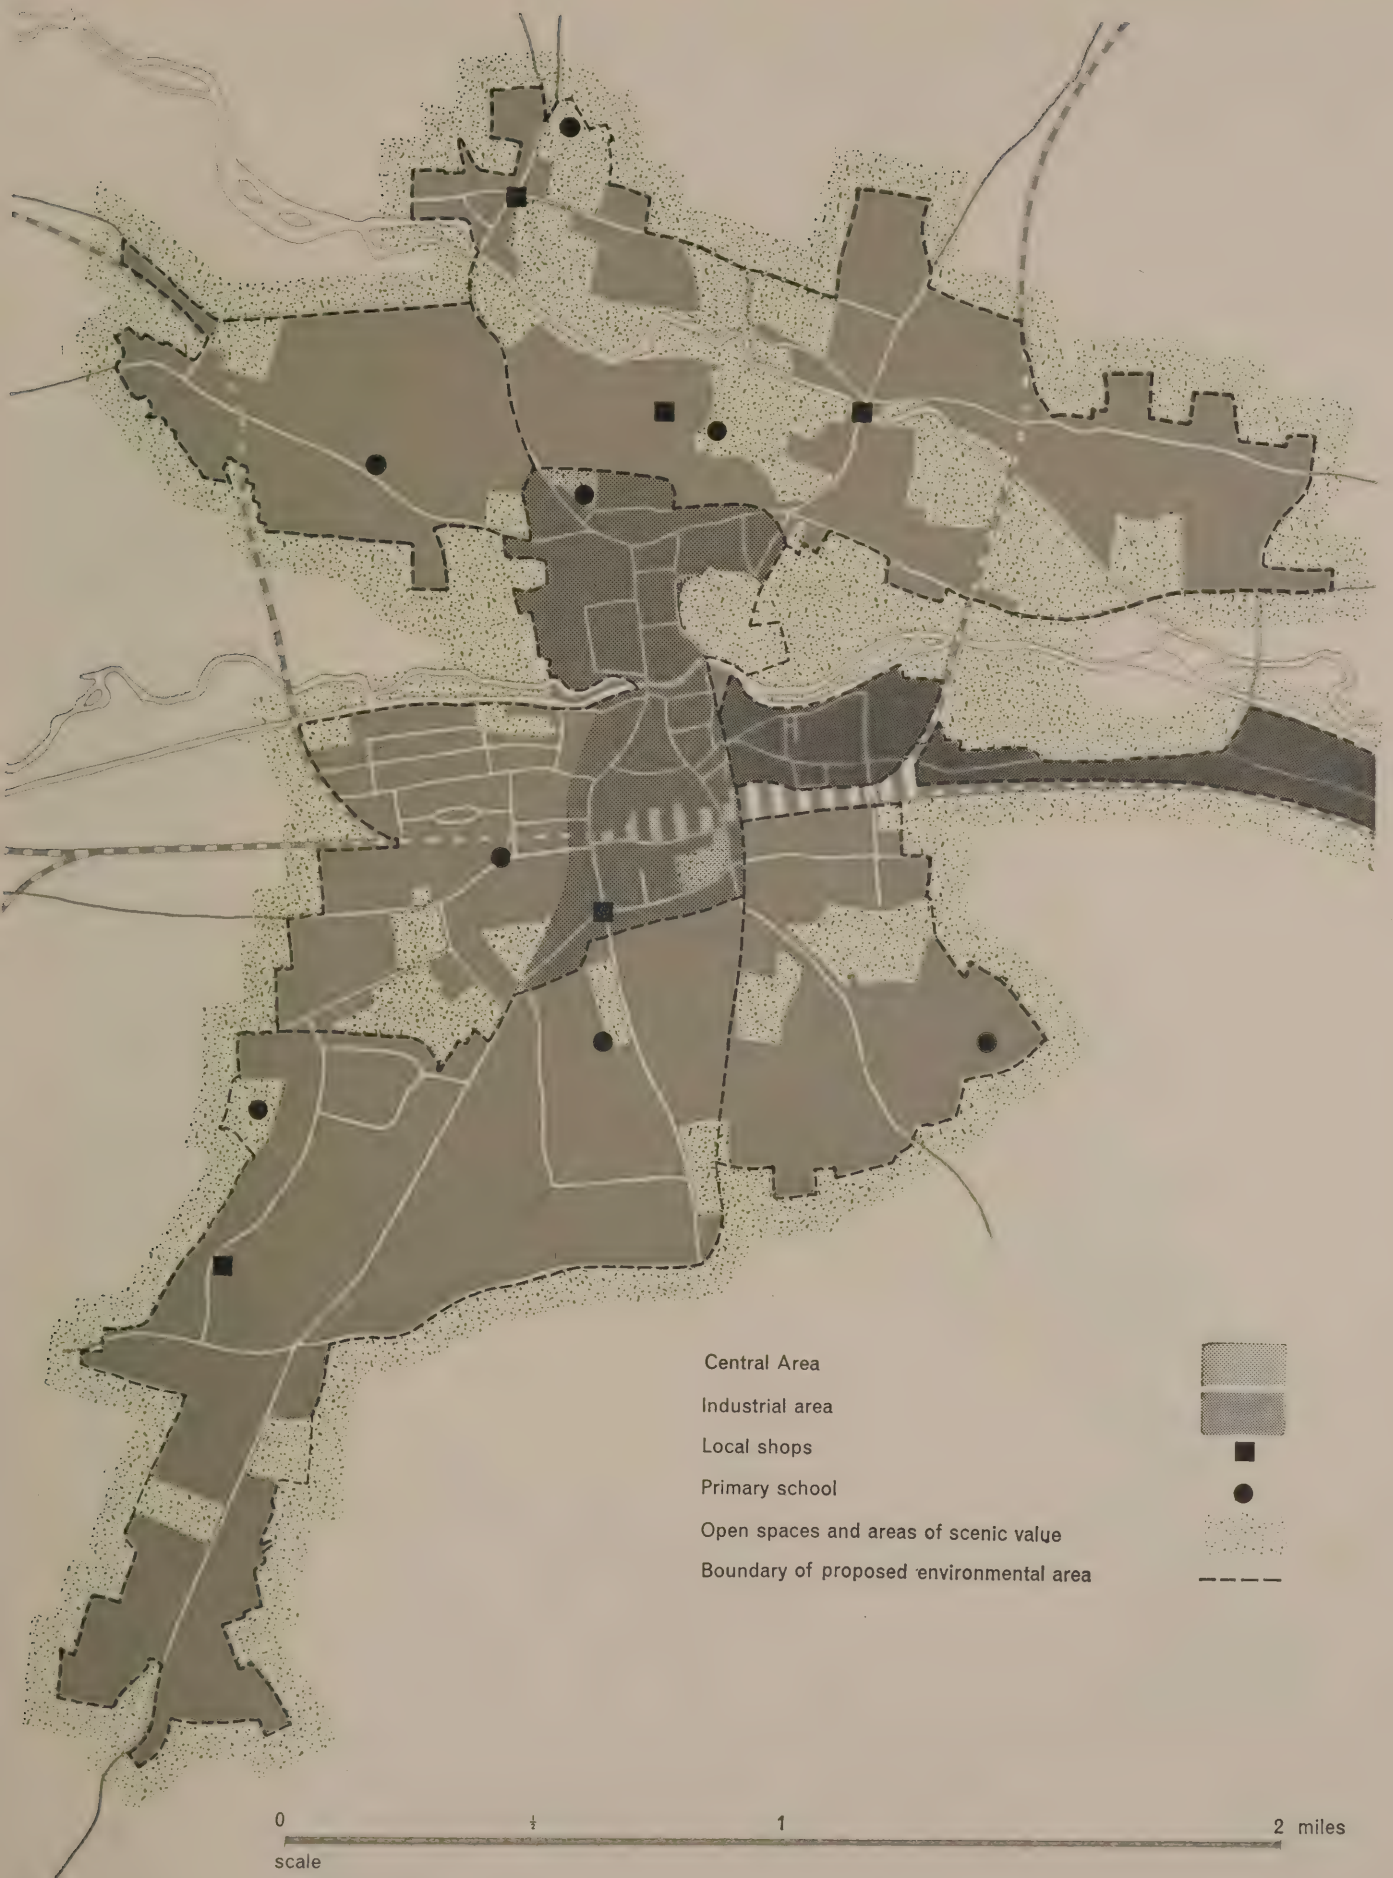 Central Area
Industrial area
Local shops
Primary school
Open spaces and areas of scenic value
Boundary of proposed environmental area
0 ½ 1 2 miles
scale